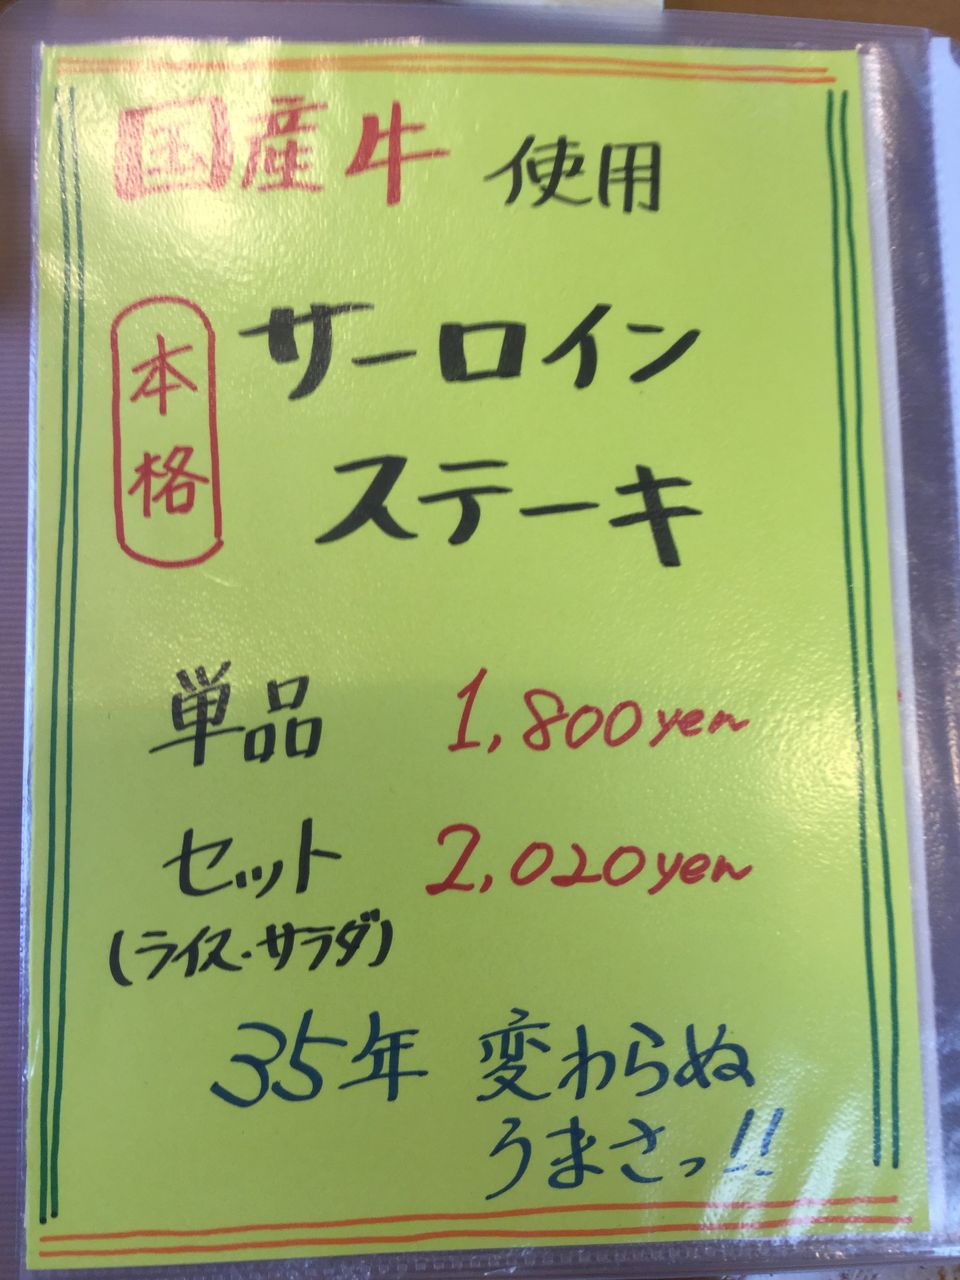 国産牛 使用
本格
サーロイン
ステーキ
単品 1,800yen
セット 2,020yen
(ライス・サラダ)
35年 変わらぬ
うまさっ!!